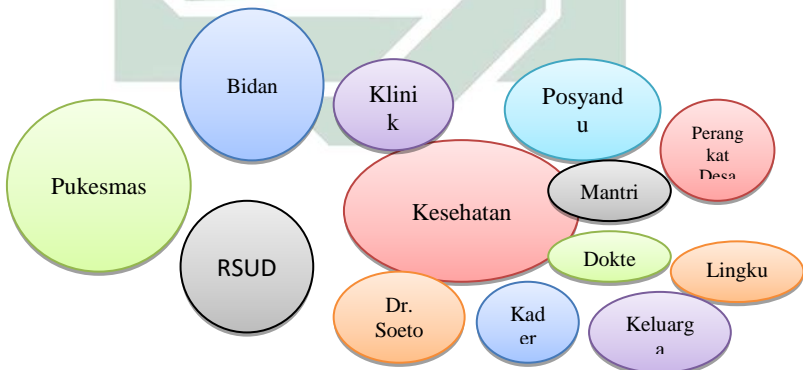 Bidan
Klini
k
Posyand
u
Perang
kat
Desa
Pukesmas
Kesehatan
Mantri
RSUD
Dokte
Lingku
Dr.
Soeto
Kad
er
Keluarg
a